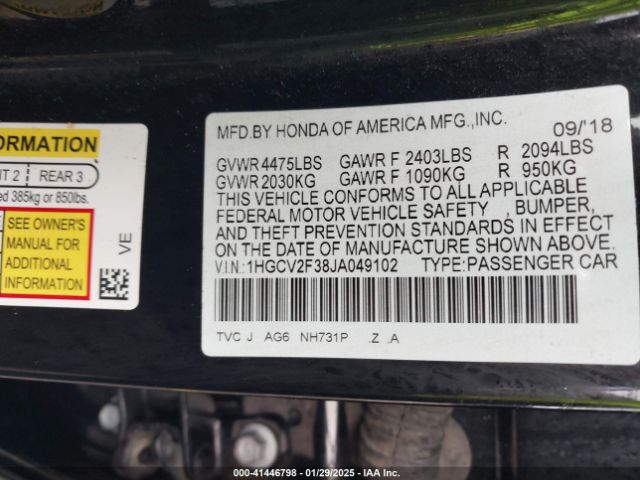 ORMATION
NT 2 REAR 3
ed 385kg or 850lbs.
SEE OWNER'S
MANUAL FOR
ADDITIONAL
INFORMATION
VE
MFD.BY HONDA OF AMERICA MFG.,INC. 09/'18
GVWR 4475LBS GAWR F 2403LBS R 2094LBS
GVWR 2030KG GAWR F 1090KG R 950KG
THIS VEHICLE CONFORMS TO ALL APPLICABLE
FEDERAL MOTOR VEHICLE SAFETY , BUMPER,
AND THEFT PREVENTION STANDARDS IN EFFECT
ON THE DATE OF MANUFACTURE SHOWN ABOVE.
V.I.N.:1HGCV2F38JA049102 TYPE:PASSENGER CAR
TVC J AG6 NH731P .Z .A
000-41446798 - 01/29/2025 - IAA Inc.